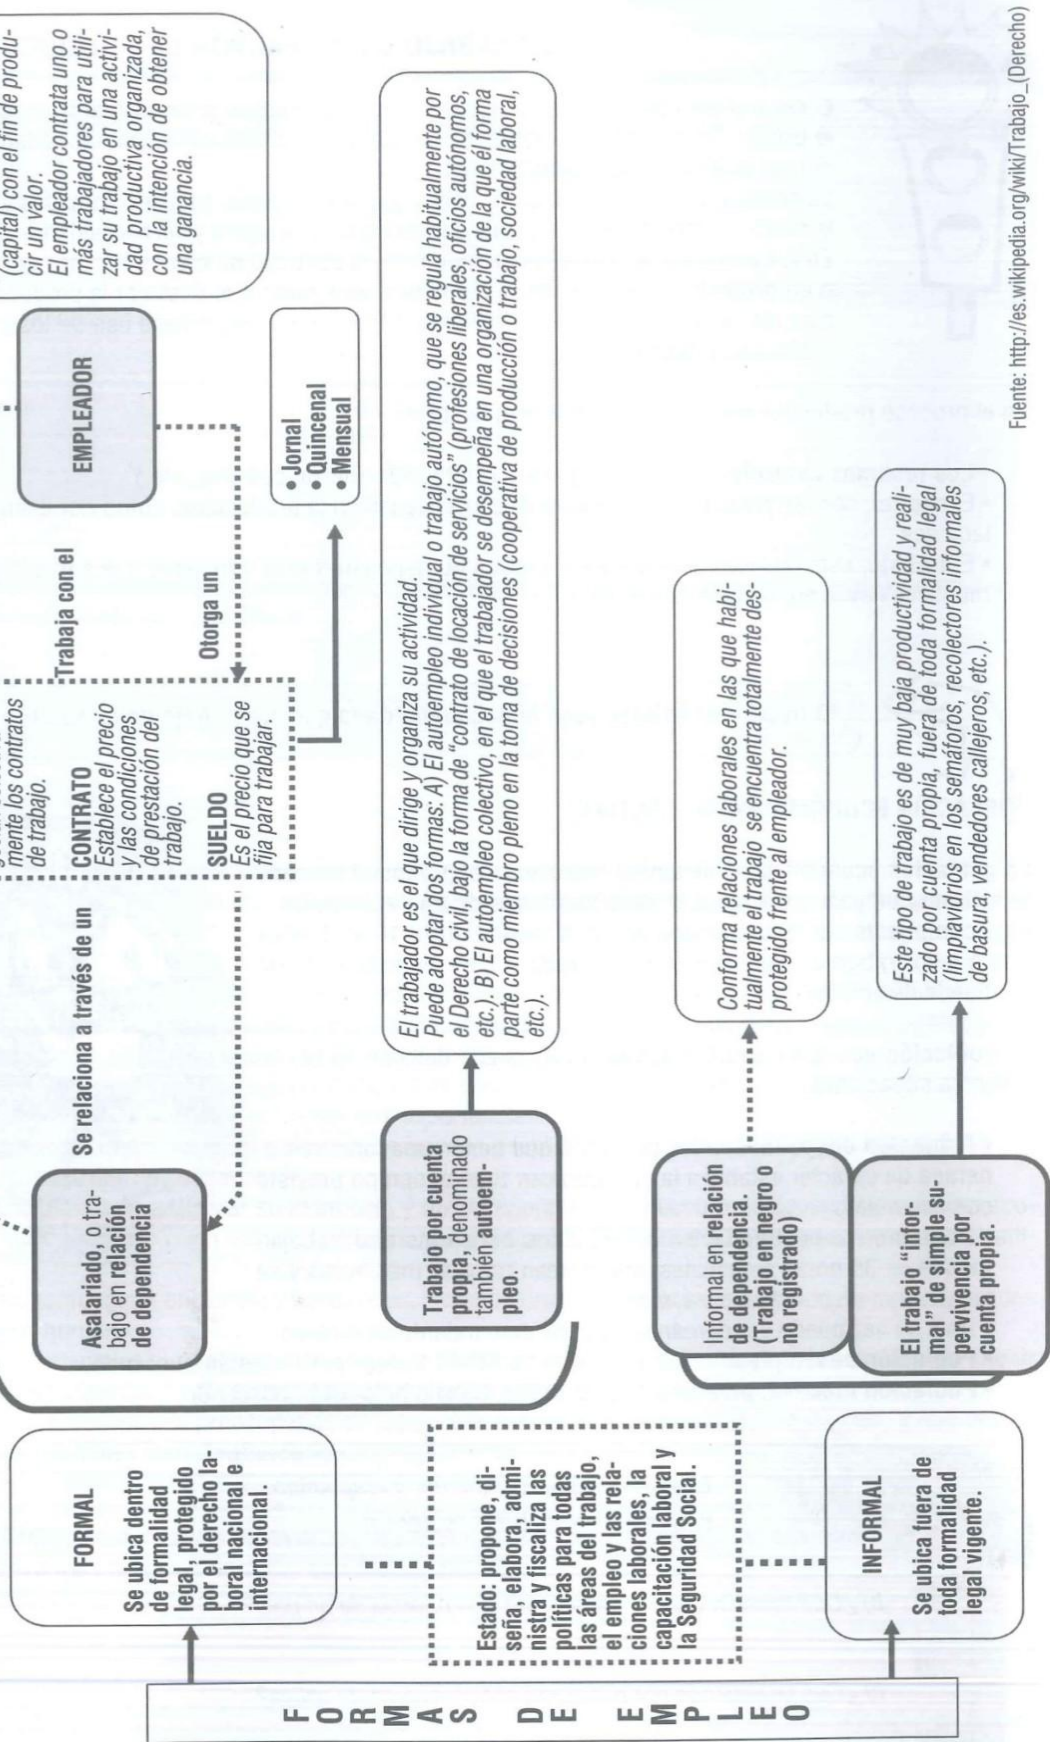 FORMAS DE EMPLEO
FORMAL
Se ubica dentro
de formalidad
legal, protegido
por al derecho la-
boral nacional e
internacional.
Estado: propone, di-
seña, elabora, admi-
nistra y fiscaliza las
políticas para todas
las áreas del trabajo,
el empleo y las rela-
ciones laborales, la
capacitación laboral y
la Seguridad Social.
INFORMAL
Se ubica fuera de
toda formalidad
legal vigente.
Asalariado, o tra-
bajo en relación
de dependencia
Se relaciona a través de un
mente los contratos
de trabajo.
CONTRATO
Establece el precio
y las condiciones
de prestación del
trabajo.
SUELDO
Es el precio que se
fija para trabajar.
Trabaja con el
Otorga un
EMPLEADOR
(capital) con el fin de produ-
cir un valor.
El empleador contrata uno o
más trabajadores para utili-
zar su trabajo en una activi-
dad productiva organizada,
con la intención de obtener
una ganancia.
• Jornal
• Quincenal
• Mensual
Trabajo por cuenta
propia, denominado
también autoem-
pleo.
El trabajador es el que dirige y organiza su actividad.
Puede adoptar dos formas: A) El autoempleo individual o trabajo autónomo, que se regula habitualmente por
el Derecho civil, bajo la forma de "contrato de locación de servicios" (profesiones liberales, oficios autónomos,
etc.). B) El autoempleo colectivo, en el que el trabajador se desempeña en una organización de la que él forma
parte como miembro pleno en la toma de decisiones (cooperativa de producción o trabajo, sociedad laboral,
etc.).
Informal en relación
de dependencia.
(Trabajo en negro o
no registrado)
Conforma relaciones laborales en las que habi-
tualmente el trabajo se encuentra totalmente des-
protegido frente al empleador.
El trabajo "infor-
mal" de simple su
pervivencia por
cuenta propia.
Este tipo de trabajo es de muy baja productividad y reali-
zado por cuenta propia, fuera de toda formalidad legal
(limpiavidirios en los semáforos, recolectores informales
de basura, vendedores callejeros, etc.).
Fuente: http://es.wikipedia.org/wiki/Trabajo_(Derecho)